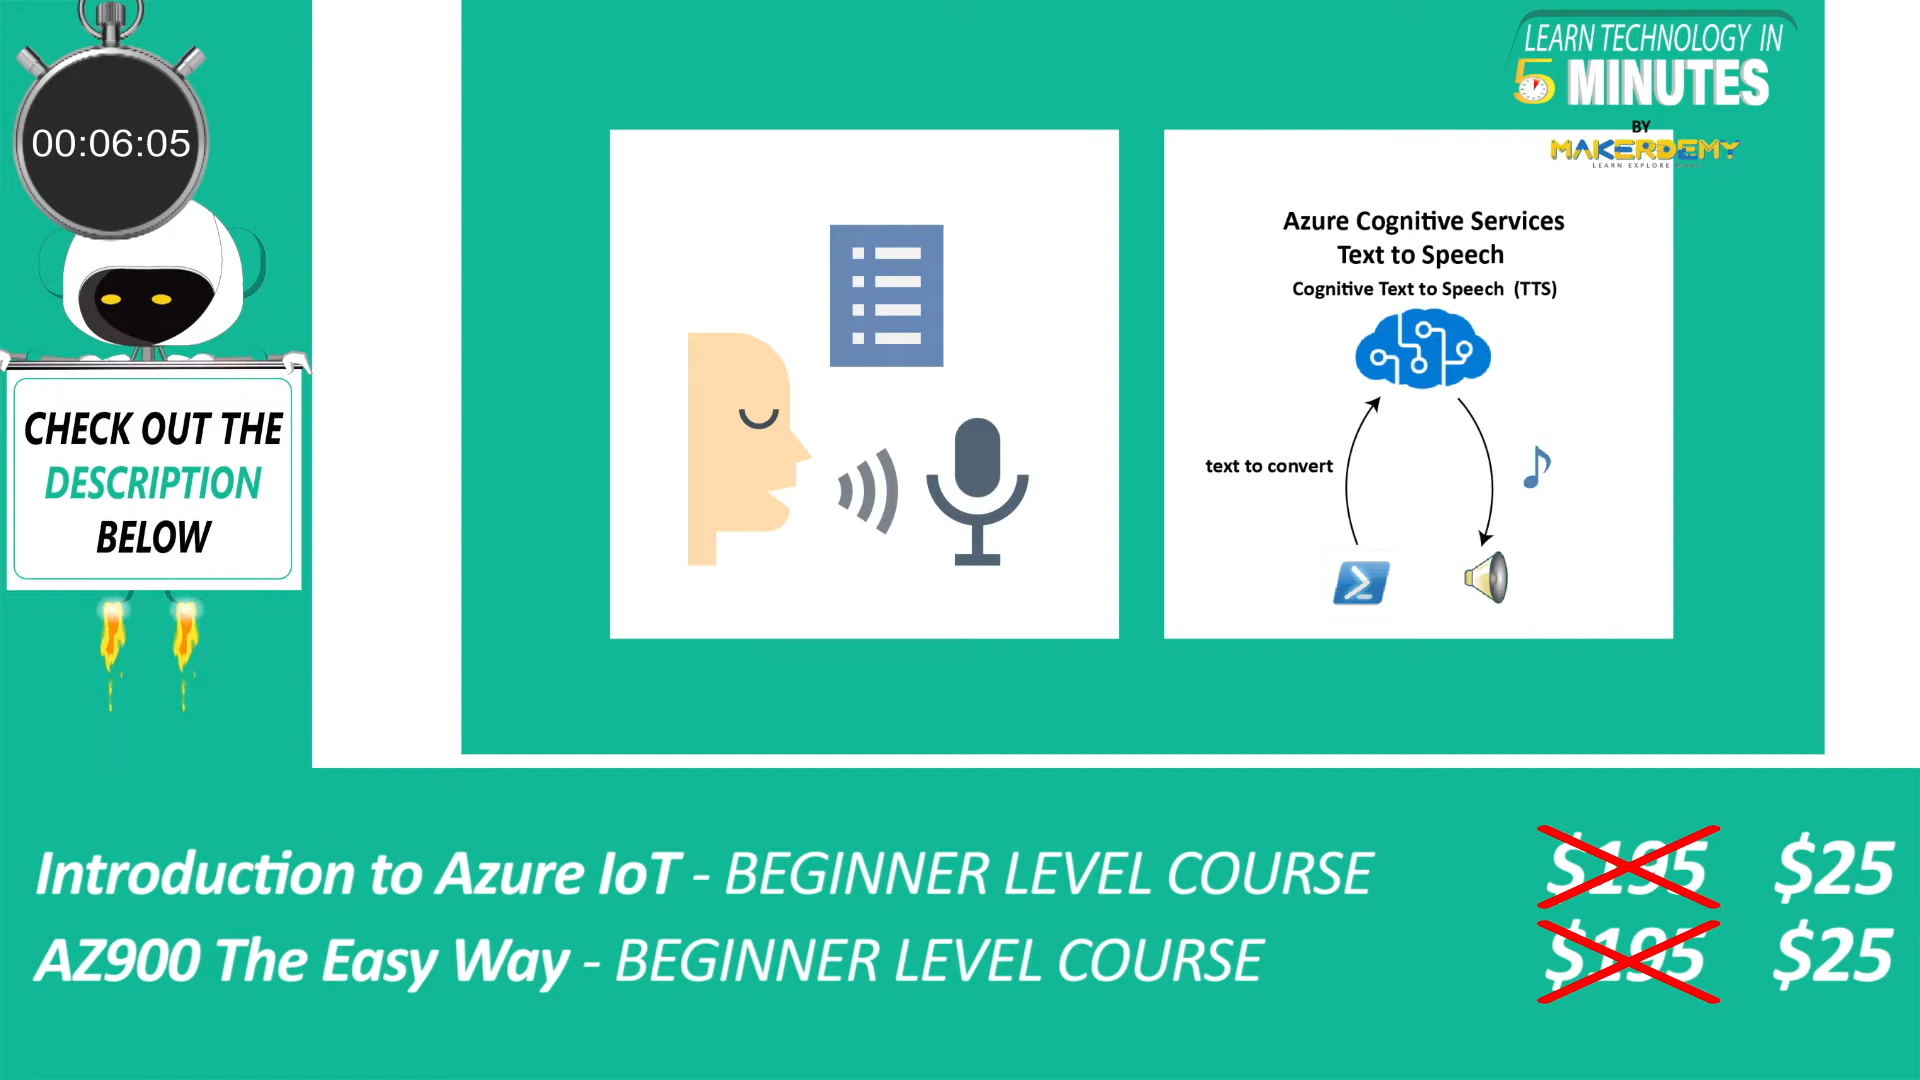 00:06:05
CHECK OUT THE
DESCRIPTION
BELOW
LEARN TECHNOLOGY IN
5 MINUTES
BY
MAKERDEMY
LEARN EXPLORE
Azure Cognitive Services
Text to Speech
Cognitive Text to Speech (TTS)
text to convert
Introduction to Azure IoT - BEGINNER LEVEL COURSE $195 $25
AZ900 The Easy Way - BEGINNER LEVEL COURSE $195 $25